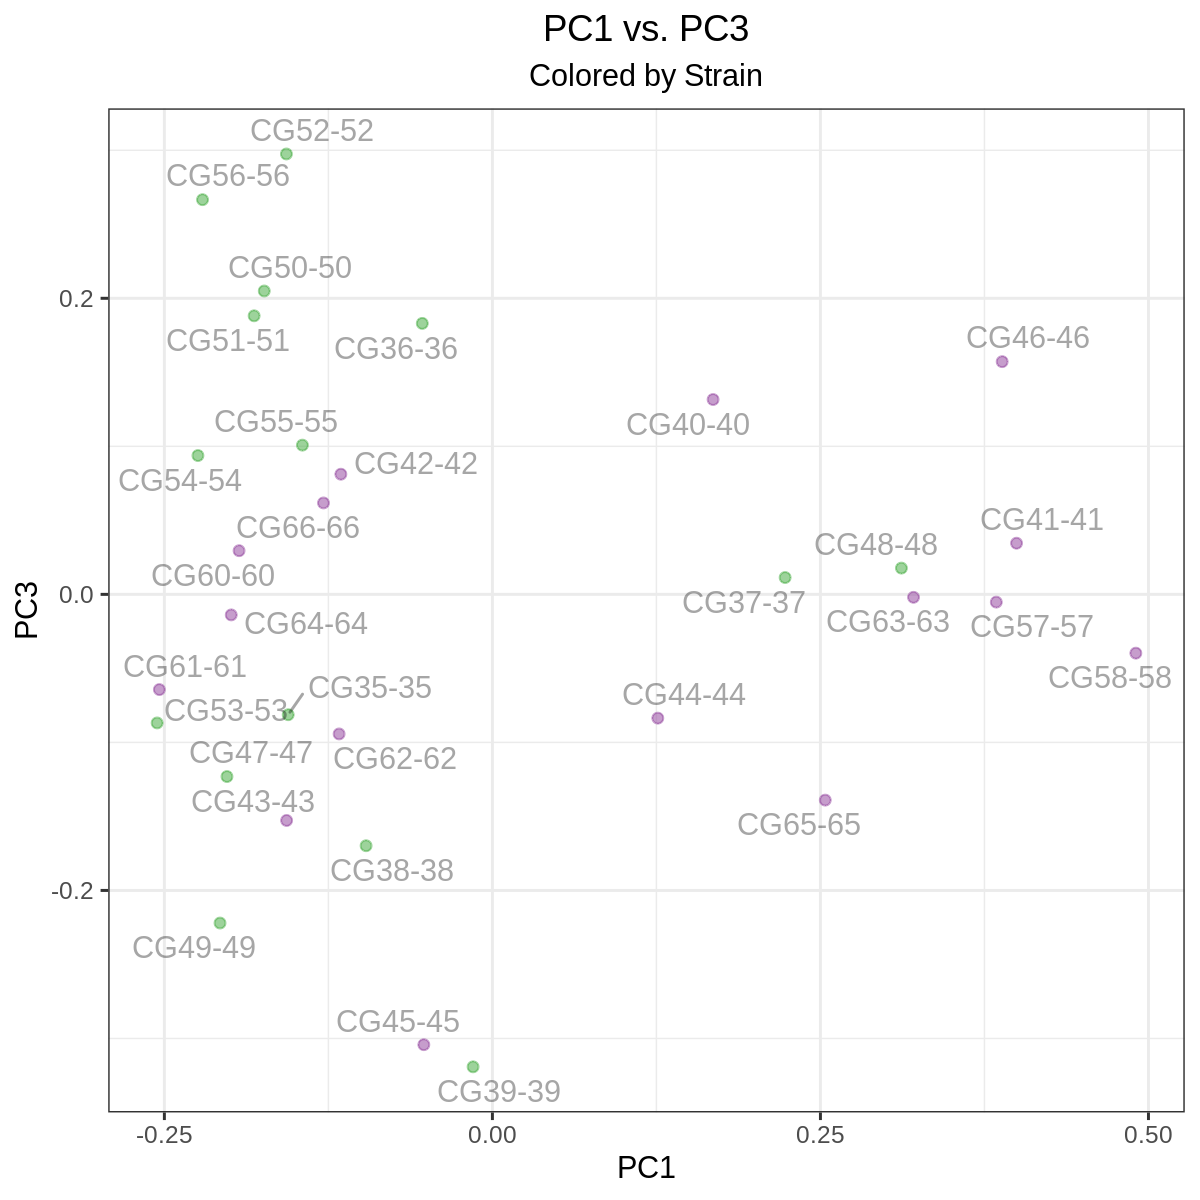 PC1 vs. PC3
Colored by Strain
CG52-52
CG56-56
CG50-50
0.2
CG51-51
CG36-36
CG46-46
CG40-40
CG55-55
CG42-42
CG54-54
CG66-66
CG41-41
CG48-48
CG60-60
0.0
CG37-37
CG64-64
CG63-63
CG57-57
PC3
CG61-61
CG58-58
CG35-35
CG44-44
CG53-53
CG47-47
CG62-62
CG43-43
CG65-65
CG38-38
-0.2
CG49-49
CG45-45
CG39-39
-0.25
0.00
0.25
0.50
PC1